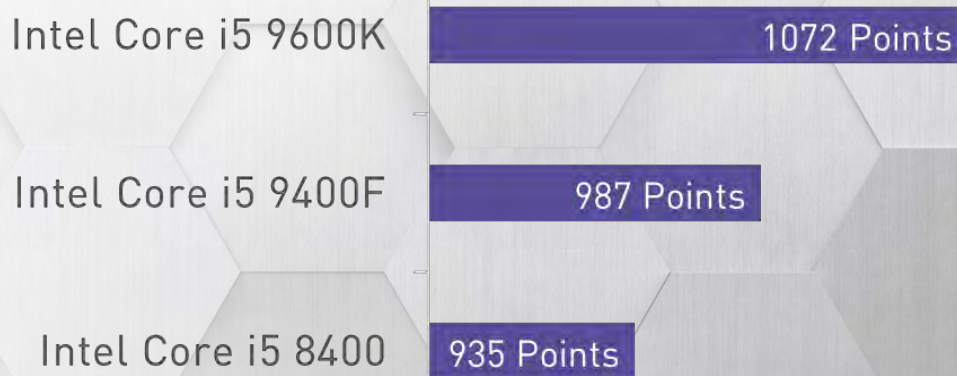 Intel Core i5 9600K 1072 Points
Intel Core i5 9400F 987 Points
Intel Core i5 8400 935 Points